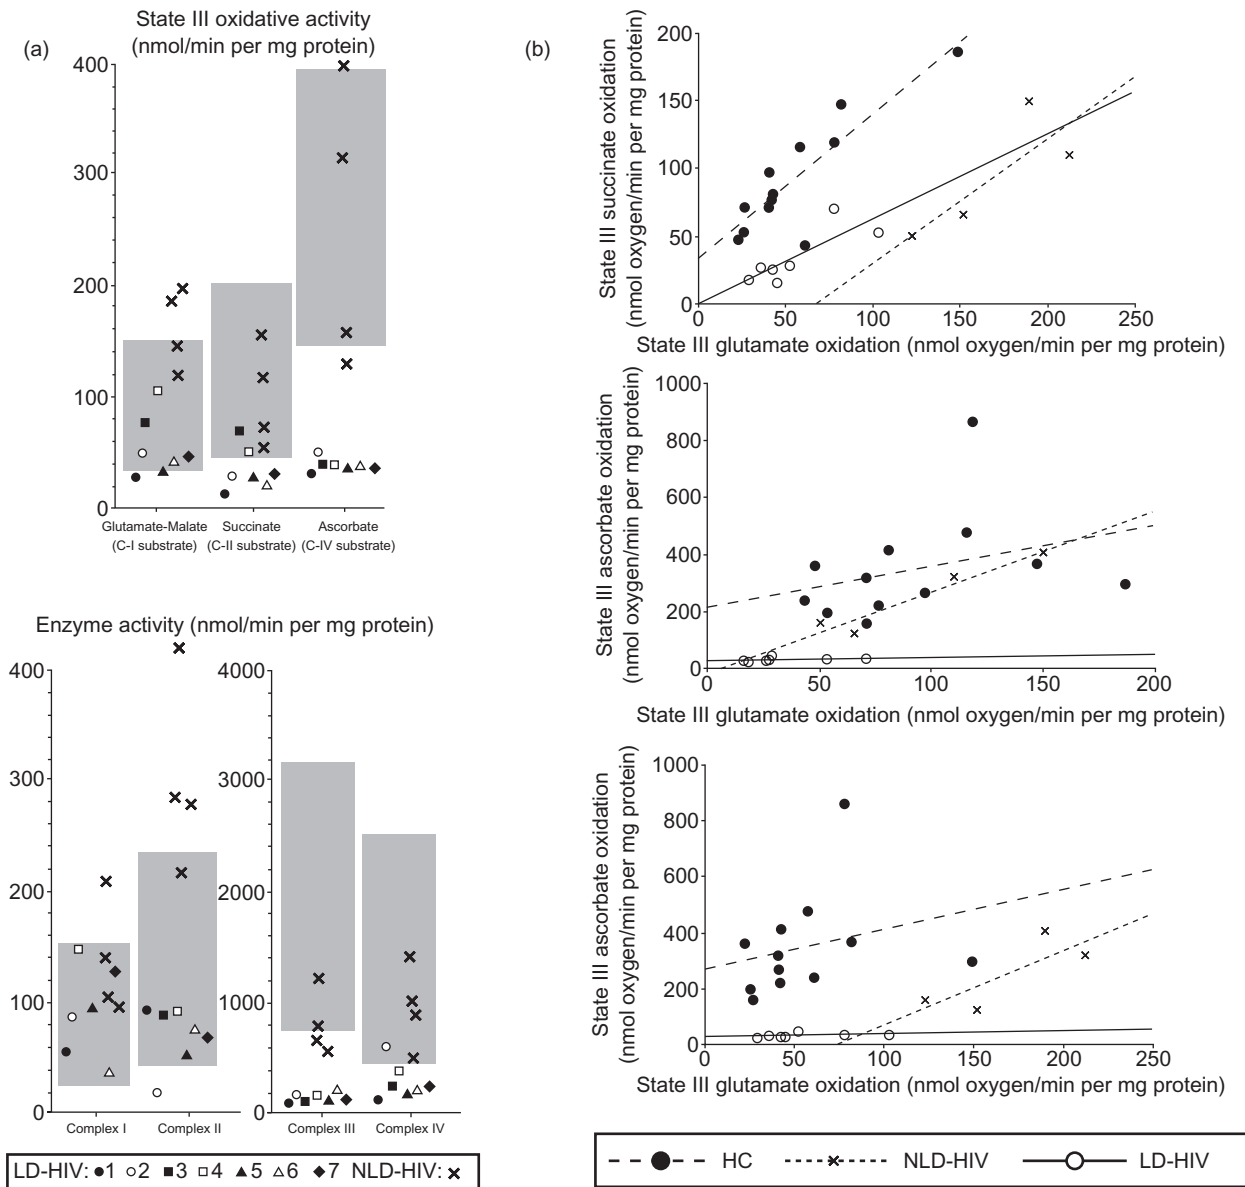 (a)
State III oxidative activity
(nmol/min per mg protein)
400
300
200
100
0
Glutamate-Malate
(C-I substrate)
Succinate
(C-II substrate)
Ascorbate
(C-IV substrate)
Enzyme activity (nmol/min per mg protein)
400
300
200
100
0
Complex I
Complex II
4000
3000
2000
1000
0
Complex III
Complex IV
LD-HIV: 1 2 3 4 5 6 7 NLD-HIV:
(b)
State III succinate oxidation
(nmol oxygen/min per mg protein)
200
150
100
50
0
0 50 100 150 200 250
State III glutamate oxidation (nmol oxygen/min per mg protein)
State III ascorbate oxidation
(nmol oxygen/min per mg protein)
1000
800
600
400
200
0
0 50 100 150 200
State III glutamate oxidation (nmol oxygen/min per mg protein)
State III ascorbate oxidation
(nmol oxygen/min per mg protein)
1000
800
600
400
200
0
0 50 100 150 200 250
State III glutamate oxidation (nmol oxygen/min per mg protein)
HC NLD-HIV LD-HIV